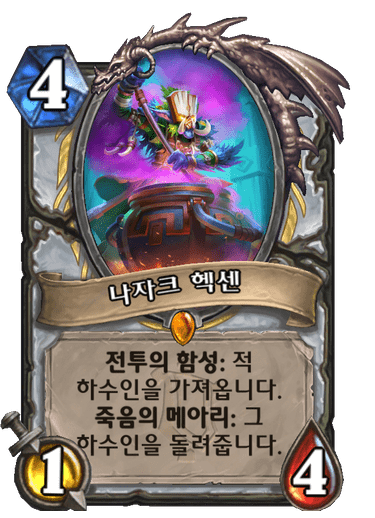 4
나자크 헥센
전투의 함성: 적
하수인을 가져옵니다.
죽음의 메아리: 그
하수인을 돌려줍니다.
1
4